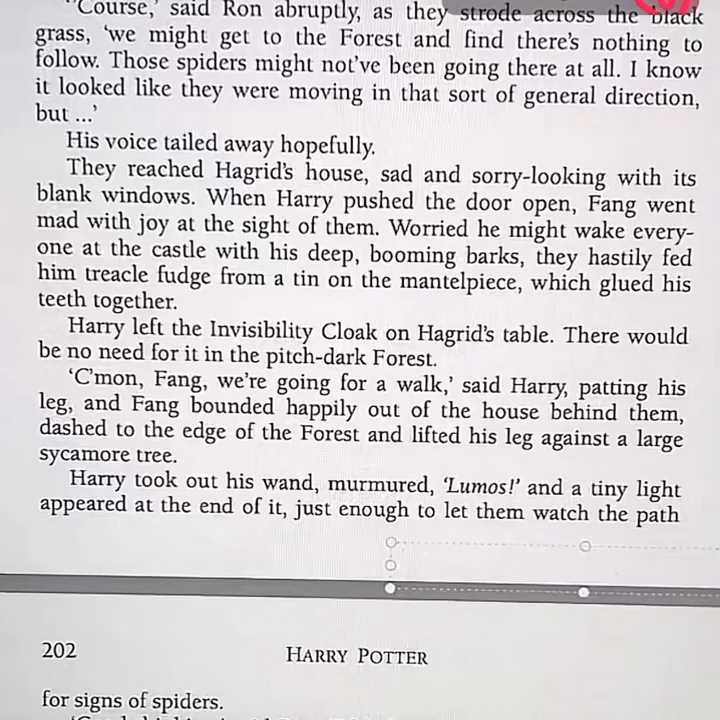 'Course,' said Ron abruptly, as they strode across the black
grass, 'we might get to the Forest and find there's nothing to
follow. Those spiders might not've been going there at all. I know
it looked like they were moving in that sort of general direction,
but ...'
His voice tailed away hopefully.
They reached Hagrid's house, sad and sorry-looking with its
blank windows. When Harry pushed the door open, Fang went
mad with joy at the sight of them. Worried he might wake every-
one at the castle with his deep, booming barks, they hastily fed
him treacle fudge from a tin on the mantelpiece, which glued his
teeth together.
Harry left the Invisibility Cloak on Hagrid's table. There would
be no need for it in the pitch-dark Forest.
'C'mon, Fang, we're going for a walk,' said Harry, patting his
leg, and Fang bounded happily out of the house behind them,
dashed to the edge of the Forest and lifted his leg against a large
sycamore tree.
Harry took out his wand, murmured, 'Lumos!' and a tiny light
appeared at the end of it, just enough to let them watch the path
202
HARRY POTTER
for signs of spiders.